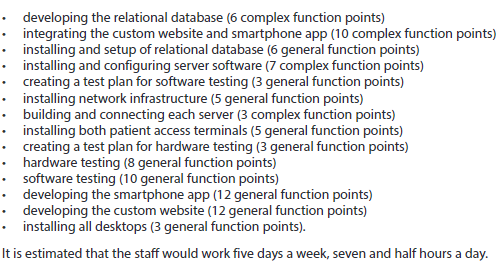 • developing the relational database (6 complex function points)
• integrating the custom website and smartphone app (10 complex function points)
• installing and setup of relational database (6 general function points)
• installing and configuring server software (7 complex function points)
• creating a test plan for software testing (3 general function points)
• installing network infrastructure (5 general function points)
• building and connecting each server (3 complex function points)
• installing both patient access terminals (5 general function points)
• creating a test plan for hardware testing (3 general function points)
• hardware testing (8 general function points)
• software testing (10 general function points)
• developing the smartphone app (12 general function points)
• developing the custom website (12 general function points)
• installing all desktops (3 general function points).
It is estimated that the staff would work five days a week, seven and half hours a day.